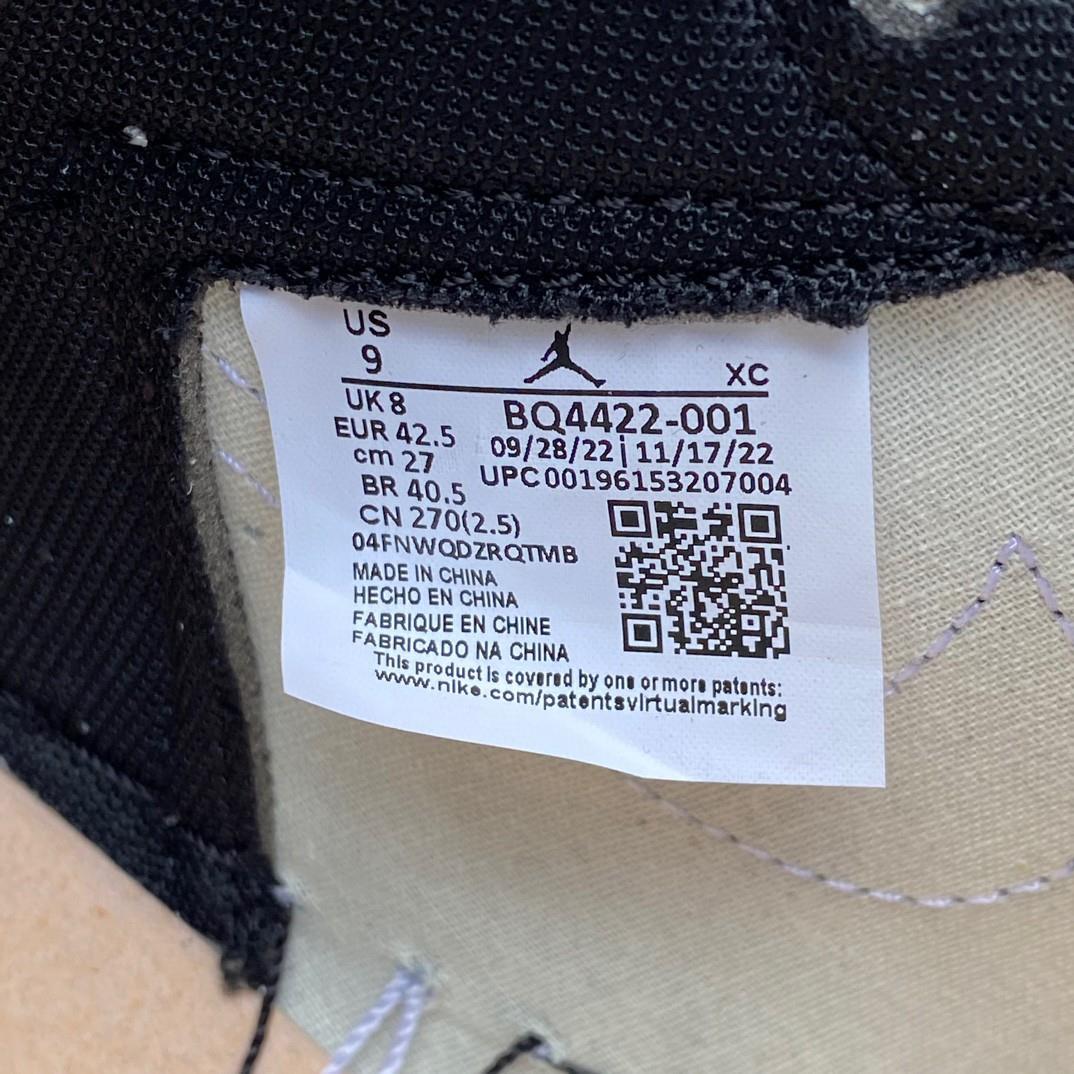 US
9
XC
UK 8
BQ4422-001
EUR 42.5
09/28/22| 11/17/22
cm 27
UPC00196153207004
BR 40.5
CN 270(2.5)
04FNWQDZRQTMB
MADE IN CHINA
HECHO EN CHINA
FABRIQUE EN CHINE
FABRICADO NA CHINA
This product is covered by one or more patents:
www.nike.com/patentsvirtualmarking